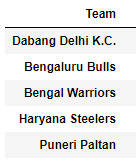 Team
Dabang Delhi K.C.
Bengaluru Bulls
Bengal Warriors
Haryana Steelers
Puneri Paltan